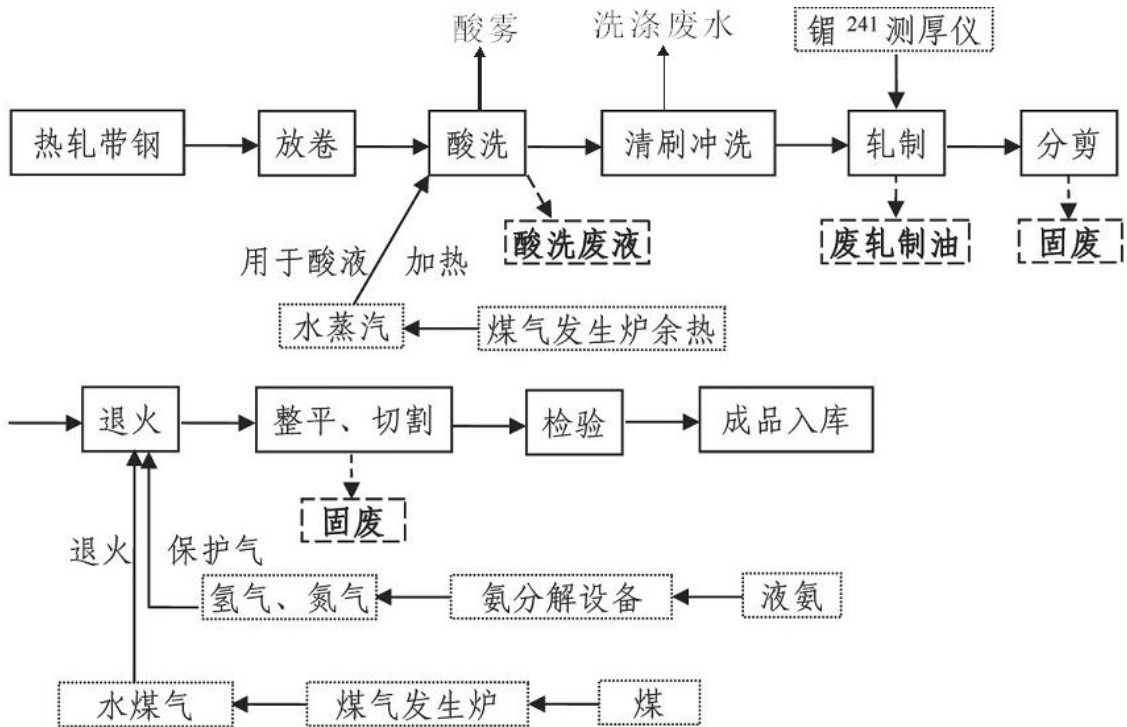 酸雾
洗涤废水
镅²⁴¹测厚仪
热轧带钢
放卷
酸洗
清刷冲洗
轧制
分剪
酸洗废液
废轧制油
固废
用于酸液
加热
水蒸汽
煤气发生炉余热
退火
整平、切割
检验
成品入库
固废
退火
保护气
氢气、氮气
氨分解设备
液氨
水煤气
煤气发生炉
煤